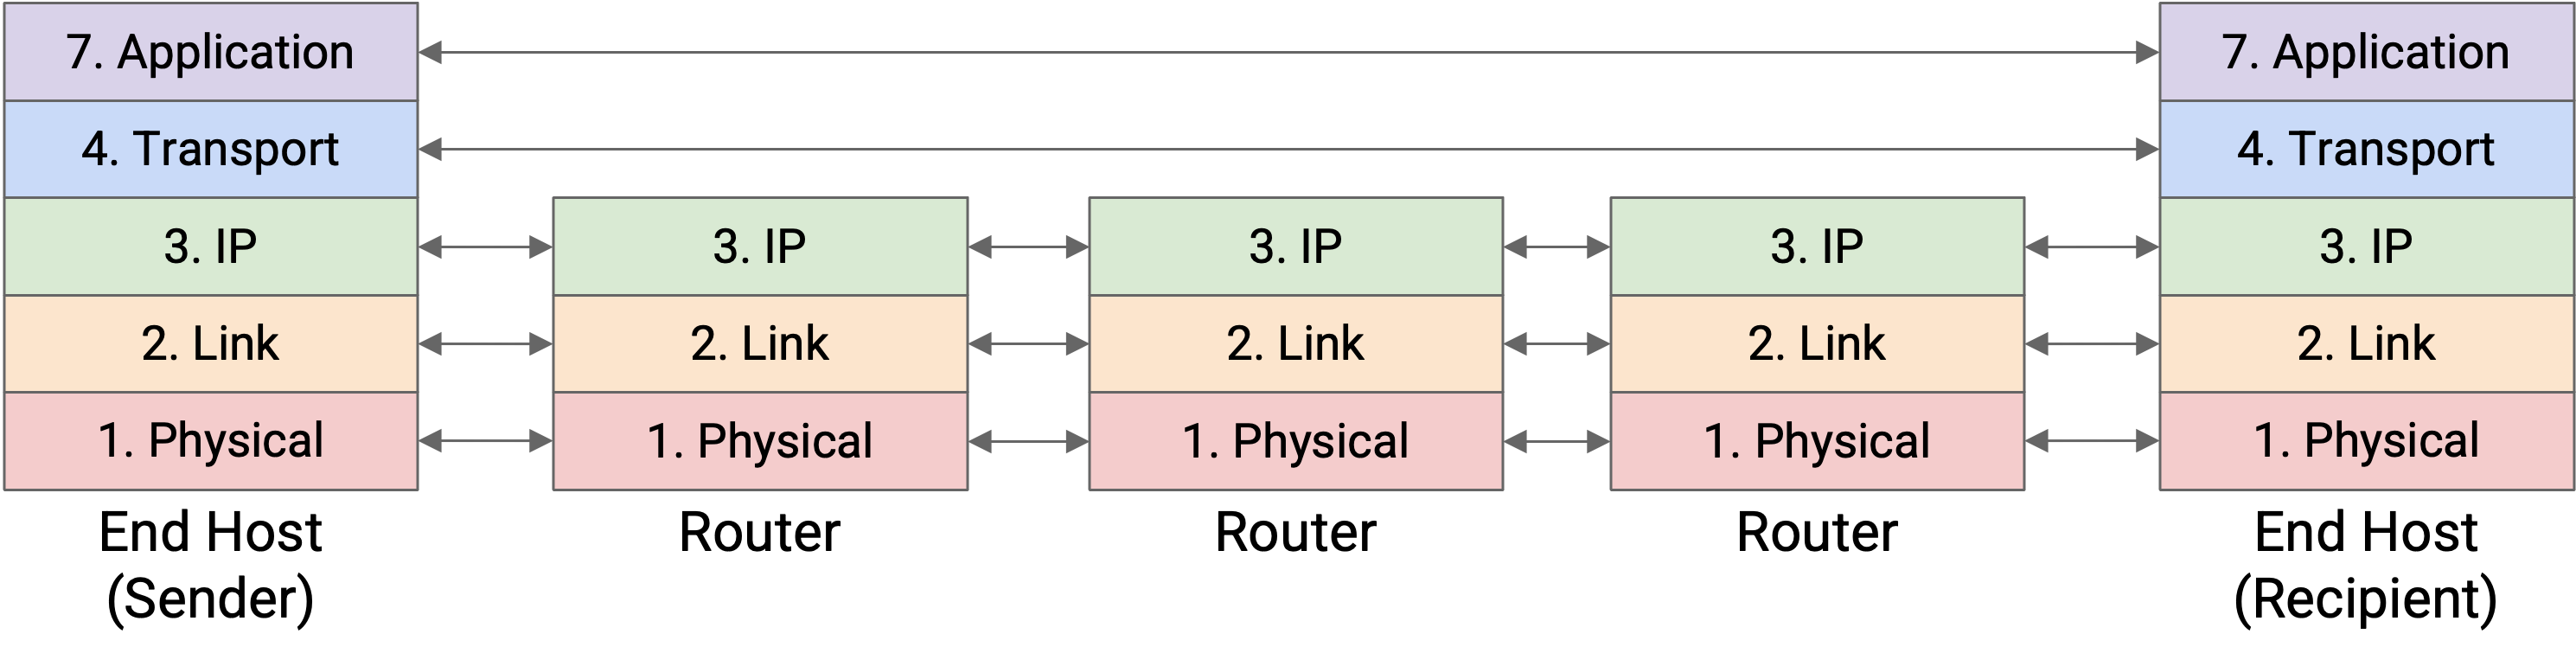 7. Application
7. Application
4. Transport
4. Transport
3. IP
3. IP
3. IP
3. IP
3. IP
2. Link
2. Link
2. Link
2. Link
2. Link
1. Physical
1. Physical
1. Physical
1. Physical
1. Physical
End Host
(Sender)
Router
Router
Router
End Host
(Recipient)